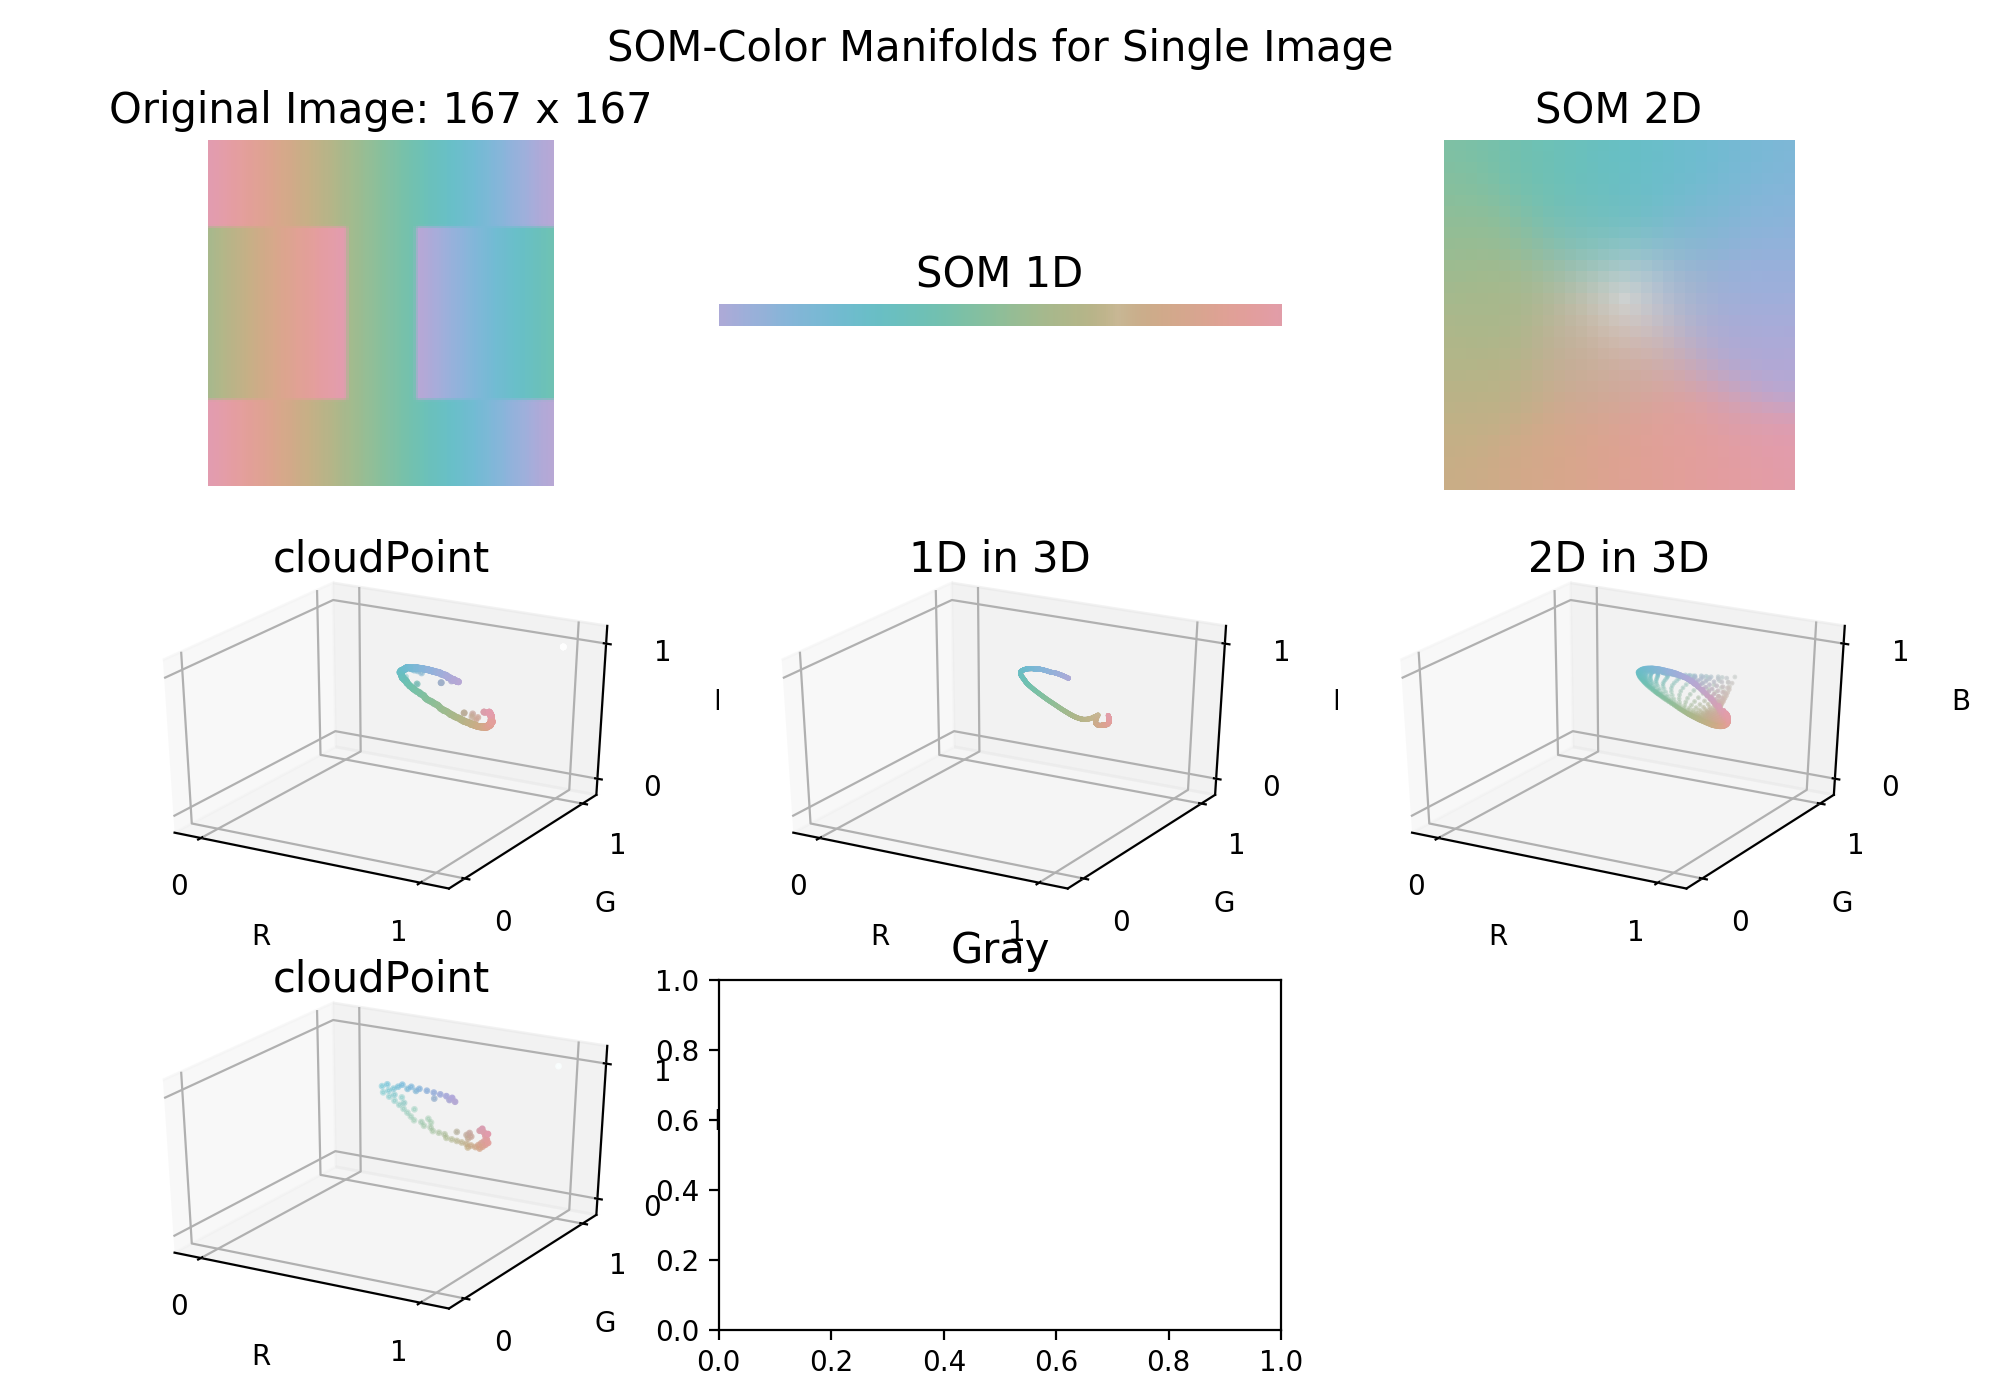 SOM-Color Manifolds for Single Image
Original Image: 167 x 167
SOM 1D
SOM 2D
cloudPoint
1
0
1
G
0
1
R
0
1D in 3D
1
0
1
G
0
1
R
0
2D in 3D
1
B
0
1
G
0
1
R
0
cloudPoint
1
0
1
G
0
1
R
0
Gray
1.0
0.8
0.6
0.4
0.2
0.0
0.0 0.2 0.4 0.6 0.8 1.0